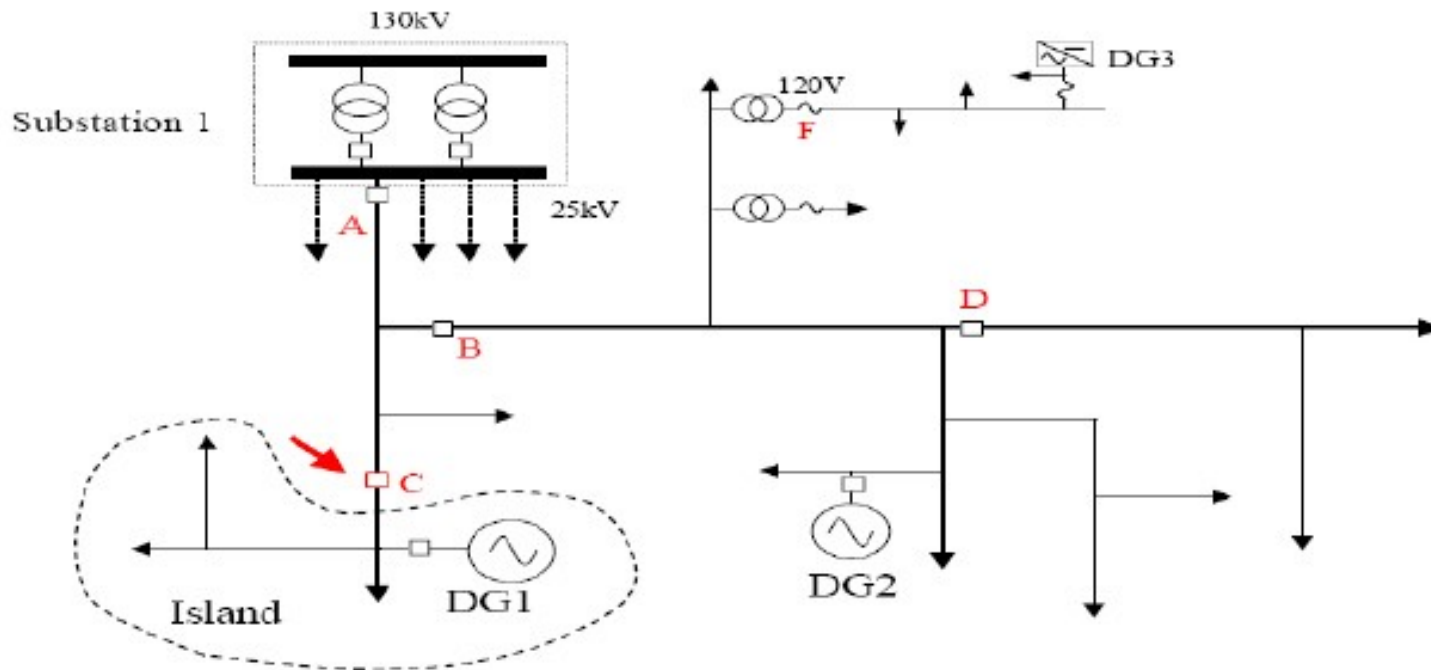 130kV
Substation 1
25kV
A
B
C
D
120V
F
DG3
DG2
DG1
Island